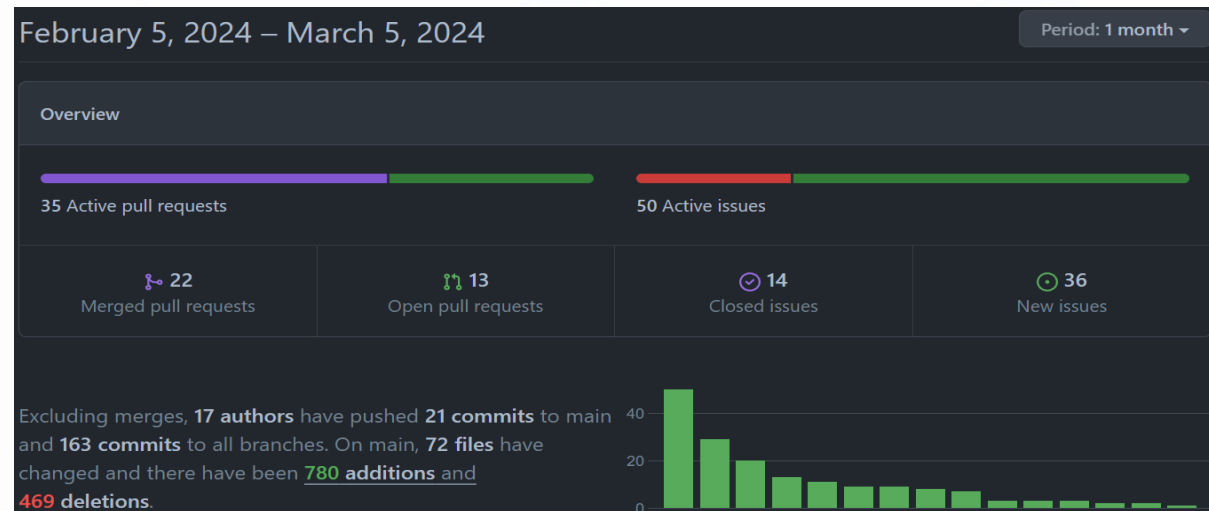 February 5, 2024 – March 5, 2024
Period: 1 month
Overview
35 Active pull requests
50 Active issues
22
Merged pull requests
13
Open pull requests
14
Closed issues
36
New issues
Excluding merges, 17 authors have pushed 21 commits to main
and 163 commits to all branches. On main, 72 files have
changed and there have been 780 additions and
469 deletions.
40
20
0